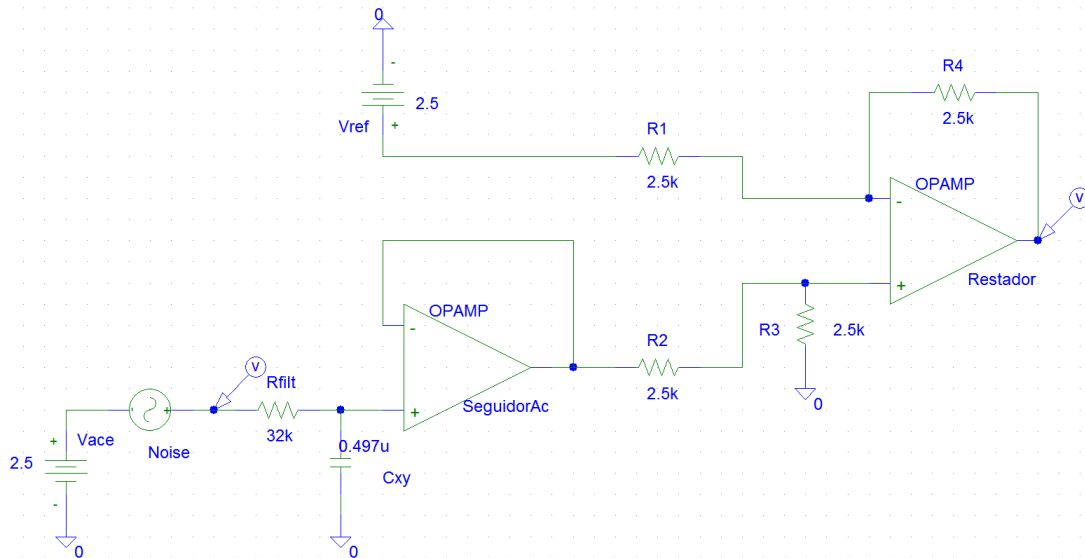 0
-
2.5
Vref
+
R1
2.5k
R4
2.5k
OPAMP
-
+
Restador
V
OPAMP
-
+
SeguidorAc
R2
2.5k
R3
2.5k
0
V
Rfilt
32k
+
Vace
2.5
-
0
+
Noise
0.497u
Cxy
0